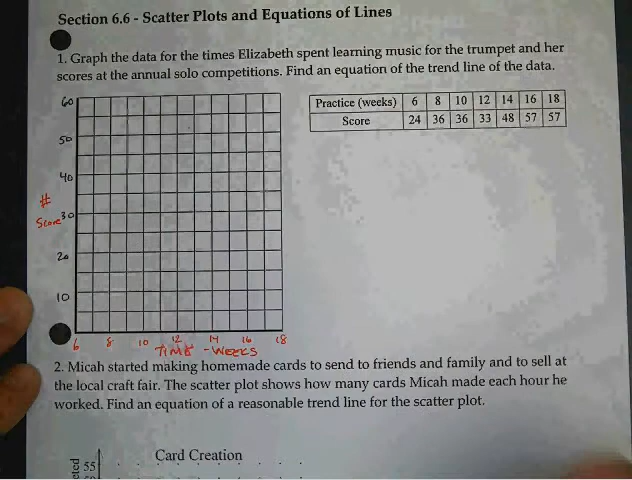 Section 6.6 - Scatter Plots and Equations of Lines
1. Graph the data for the times Elizabeth spent learning music for the trumpet and her
scores at the annual solo competitions. Find an equation of the trend line of the data.
Practice (weeks) 6 8 10 12 14 16 18
Score 24 36 36 33 48 57 57
60
50
40
#
Score 30
20
10
6 8 10 12 14 16 18
TIME - WEEKS
2. Micah started making homemade cards to send to friends and family and to sell at
the local craft fair. The scatter plot shows how many cards Micah made each hour he
worked. Find an equation of a reasonable trend line for the scatter plot.
Card Creation
55